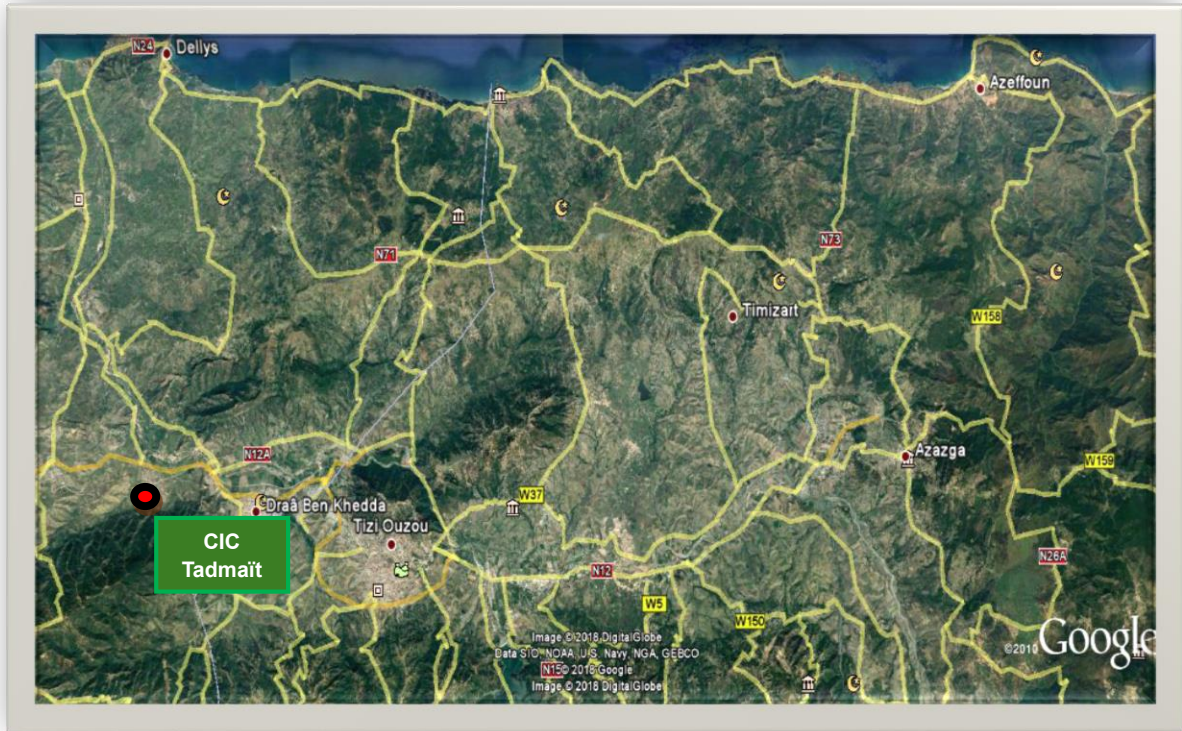 N24
Dellys
Azeffoun
N71
N73
Timizart
W158
N12A
Azazga
W159
W37
Draâ Ben Khedda
Tizi Ouzou
CIC
Tadmaït
N12
N26A
W5
W150
Image © 2018 DigitalGlobe
Data SIO, NOAA, U.S. Navy, NGA, GEBCO
N15
© 2018 Google
Image © 2018 DigitalGlobe
©2010
Google